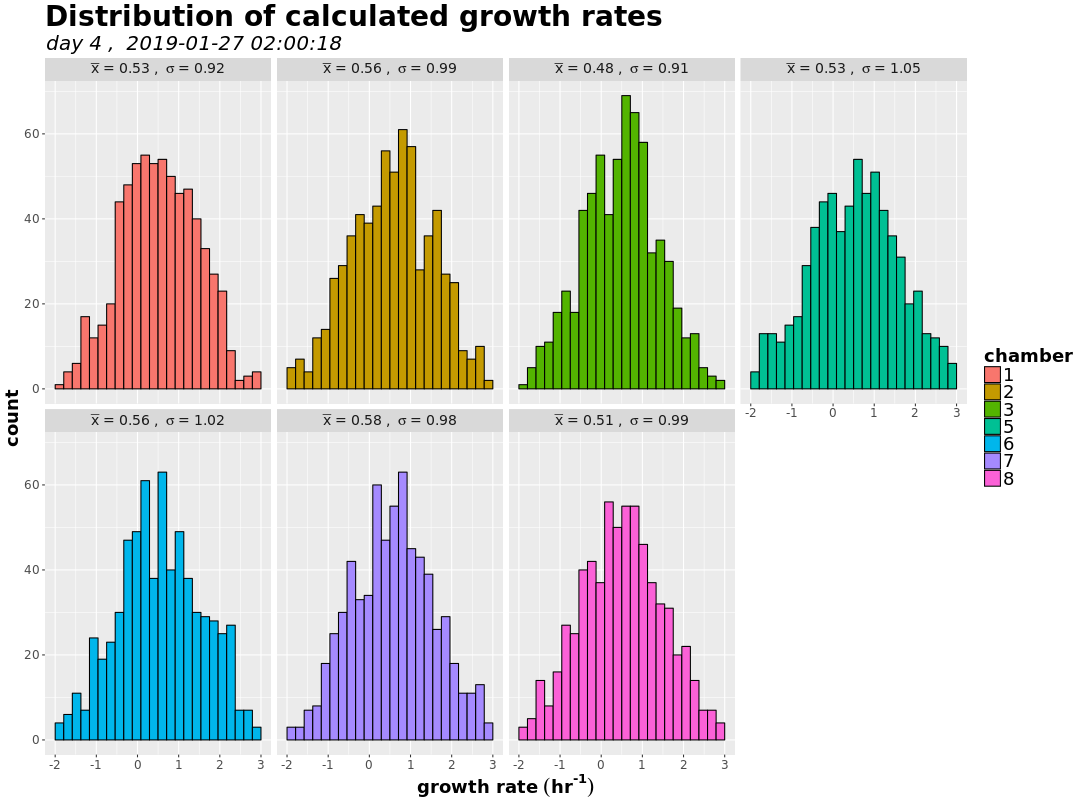 Distribution of calculated growth rates
day 4 ,  2019-01-27 02:00:18
x̅ = 0.53 ,  σ = 0.92
x̅ = 0.56 ,  σ = 0.99
x̅ = 0.48 ,  σ = 0.91
x̅ = 0.53 ,  σ = 1.05
60
40
20
0
-2 -1 0 1 2 3
x̅ = 0.56 ,  σ = 1.02
x̅ = 0.58 ,  σ = 0.98
x̅ = 0.51 ,  σ = 0.99
60
40
20
0
-2 -1 0 1 2 3
-2 -1 0 1 2 3
-2 -1 0 1 2 3
count
growth rate (hr⁻¹)
chamber
1
2
3
5
6
7
8